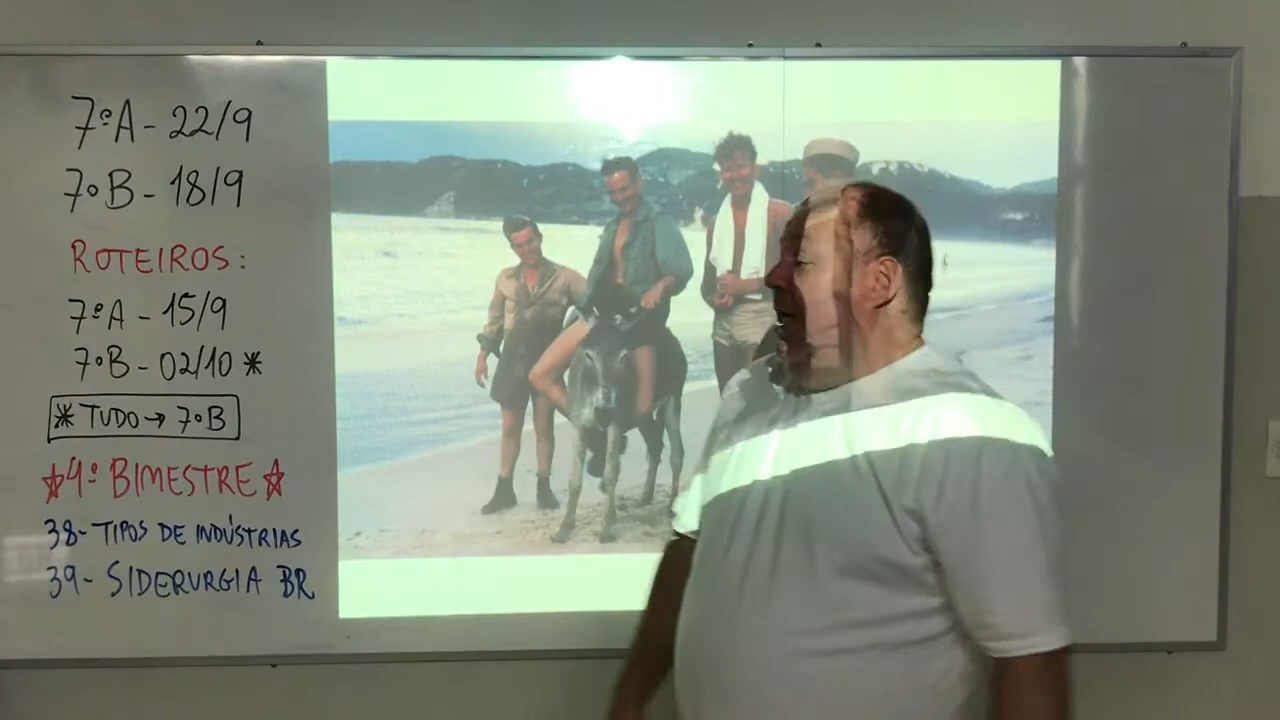 7ºA - 22/9
7ºB - 18/9
ROTEIROS:
7ºA - 15/9
7ºB - 02/10 *
* TUDO → 7ºB
☆4º BIMESTRE☆
38- TIPOS DE INDÚSTRIAS
39- SIDERURGIA BR